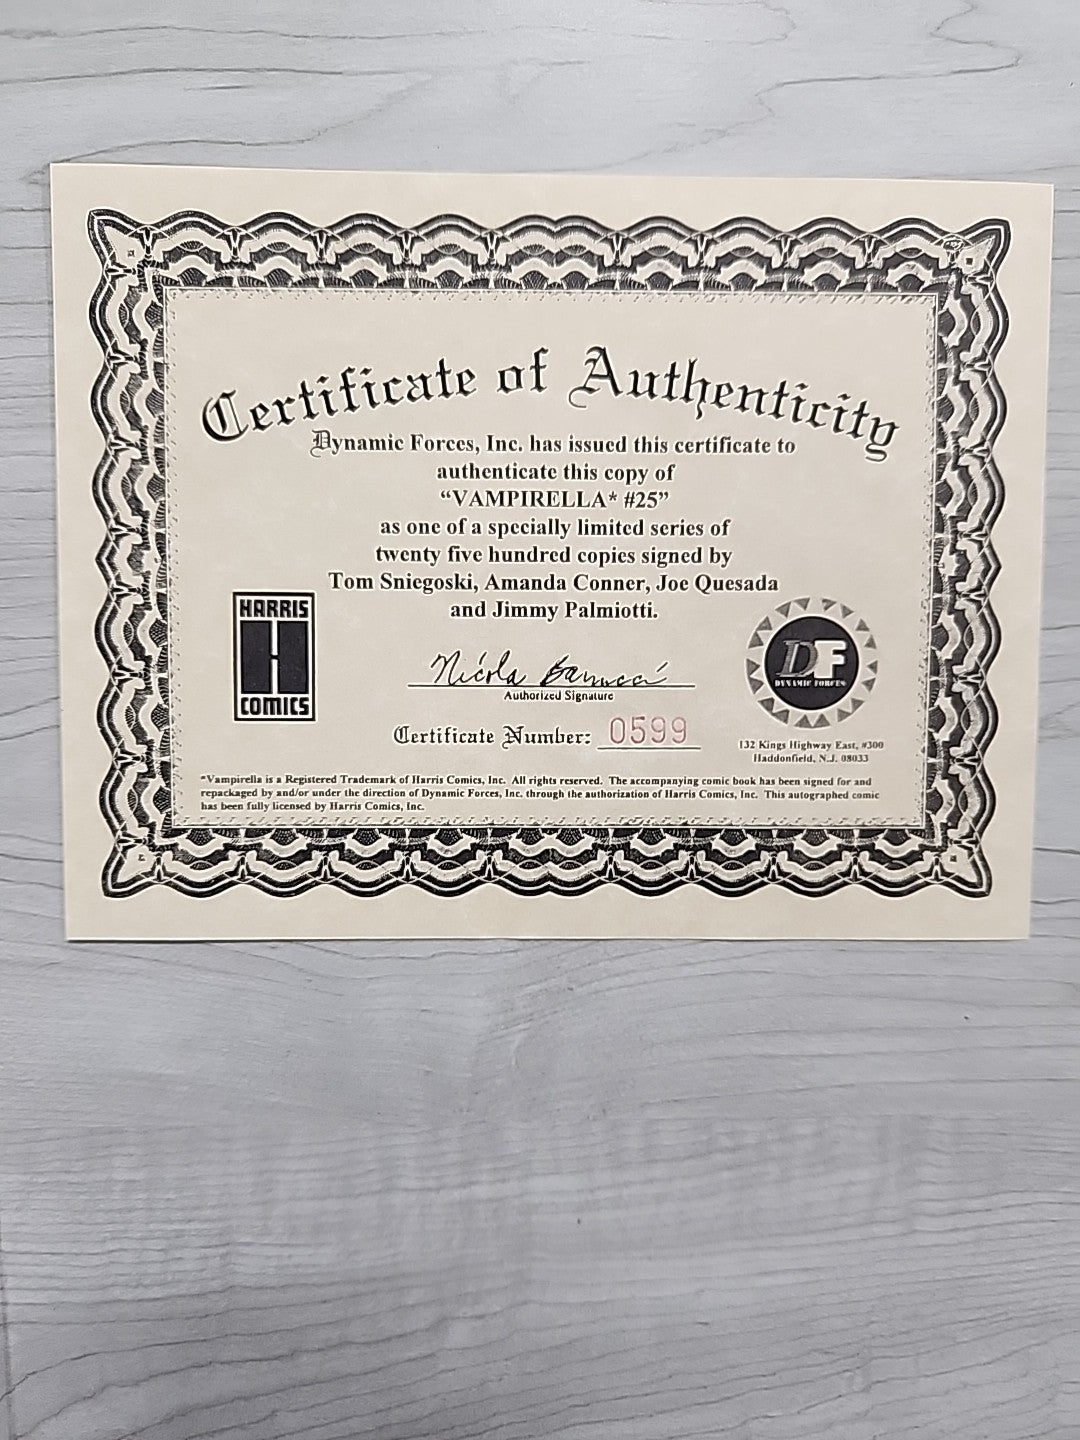 Certificate of Authenticity
Dynamic Forces, Inc. has issued this certificate to
authenticate this copy of
“VAMPIRELLA* #25”
as one of a specially limited series of
twenty five hundred copies signed by
Tom Sniegoski, Amanda Conner, Joe Quesada
and Jimmy Palmiotti.
HARRIS
H
COMICS
Nicola Barrucci
Authorized Signature
Certificate Number: 0599
DF
DYNAMIC FORCES
132 Kings Highway East, #300
Haddonfield, N.J. 08033
*Vampirella is a Registered Trademark of Harris Comics, Inc. All rights reserved. The accompanying comic book has been signed for and
repackaged by and/or under the direction of Dynamic Forces, Inc. through the authorization of Harris Comics, Inc. This autographed comic
has been fully licensed by Harris Comics, Inc.